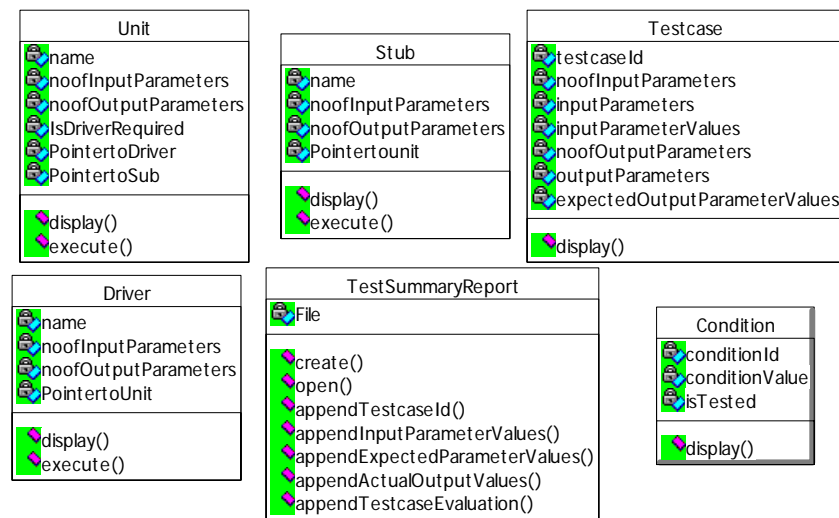 Unit
name
noofInputParameters
noofOutputParameters
IsDriverRequired
PointertoDriver
PointertoSub
display()
execute()
Stub
name
noofInputParameters
noofOutputParameters
Pointertounit
display()
execute()
Testcase
testcaseId
noofInputParameters
inputParameters
inputParameterValues
noofOutputParameters
outputParameters
expectedOutputParameterValues
display()
Driver
name
noofInputParameters
noofOutputParameters
PointertoUnit
display()
execute()
TestSummaryReport
File
create()
open()
appendTestcaseId()
appendInputParameterValues()
appendExpectedParameterValues()
appendActualOutputValues()
appendTestcaseEvaluation()
Condition
conditionId
conditionValue
isTested
display()